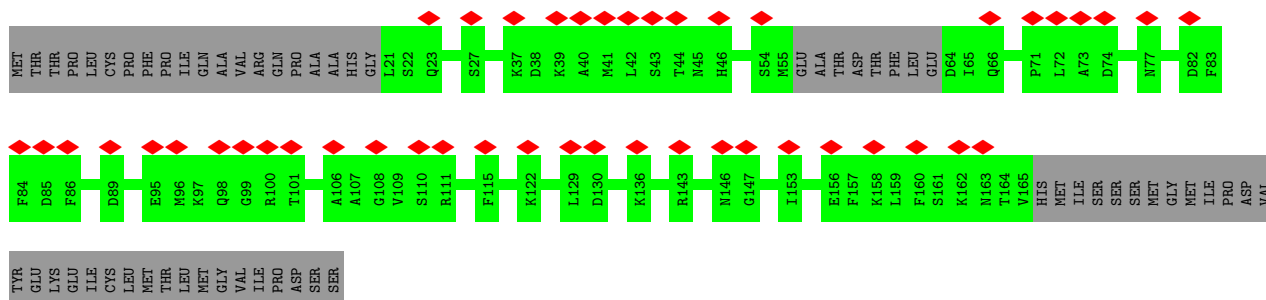 MET THR THR PRO LEU CYS PRO PHE PRO ILE GLN ALA VAL ARG GLN PRO ALA ALA HIS GLY L21 S22 Q23 S27 K37 D38 K39 A40 M41 L42 S43 T44 N45 H46 S54 M55 GLU ALA THR ASP THR PHE LEU GLU D64 I65 Q66 P71 L72 A73 D74 N77 D82 F83
F84 D85 F86 D89 E95 M96 K97 Q98 G99 R100 T101 A106 A107 G108 V109 S110 R111 F115 K122 L129 D130 K136 R143 N146 G147 I153 E156 F157 K158 L159 F160 S161 K162 N163 T164 V165 HIS MET ILE SER SER SER MET GLY MET ILE PRO ASP VAL
TYR GLU LYS GLU ILE CYS LEU MET THR LEU MET GLY VAL ILE PRO ASP SER SER